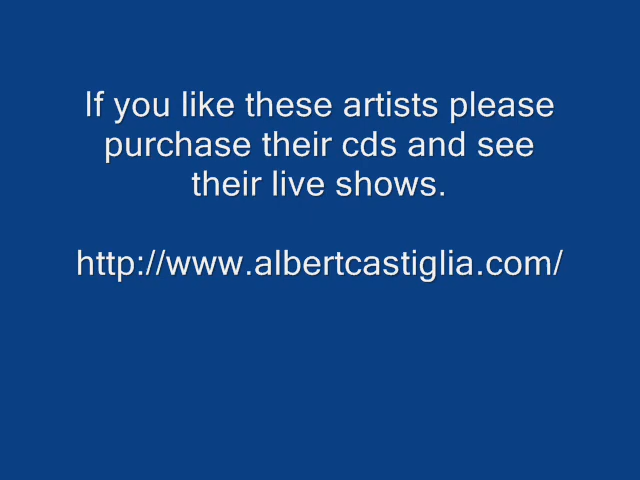 If you like these artists please
purchase their cds and see
their live shows.
http://www.albertcastiglia.com/